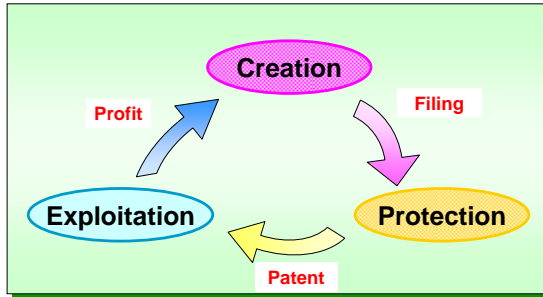 Creation
Profit
Filing
Exploitation
Protection
Patent